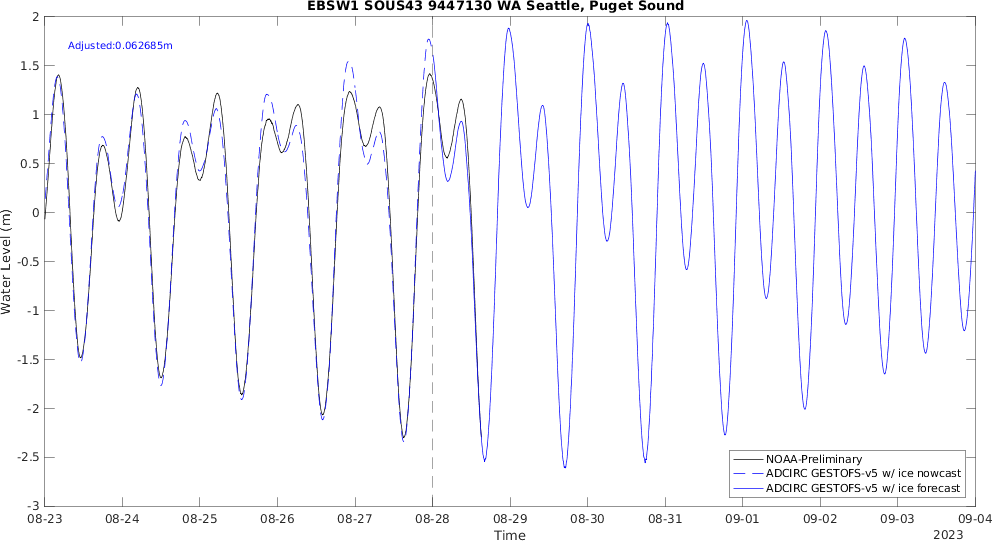 EBSW1 SOUS43 9447130 WA Seattle, Puget Sound
Adjusted:0.062685m
Water Level (m)
2
1.5
1
0.5
0
-0.5
-1
-1.5
-2
-2.5
-3
NOAA-Preliminary
ADCIRC GESTOFS-v5 w/ ice nowcast
ADCIRC GESTOFS-v5 w/ ice forecast
08-23 08-24 08-25 08-26 08-27 08-28 08-29 08-30 08-31 09-01 09-02 09-03 09-04
Time
2023